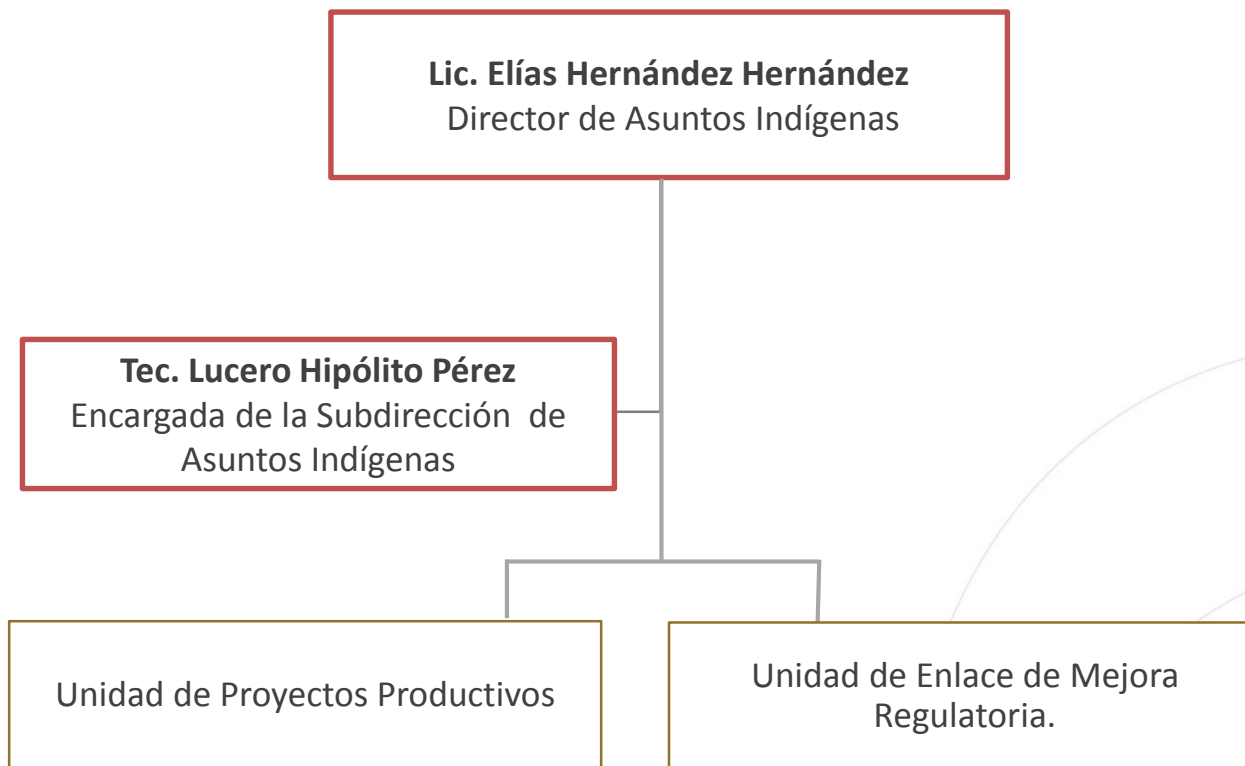 Lic. Elías Hernández Hernández
Director de Asuntos Indígenas
Tec. Lucero Hipólito Pérez
Encargada de la Subdirección  de
Asuntos Indígenas
Unidad de Proyectos Productivos
Unidad de Enlace de Mejora
Regulatoria.